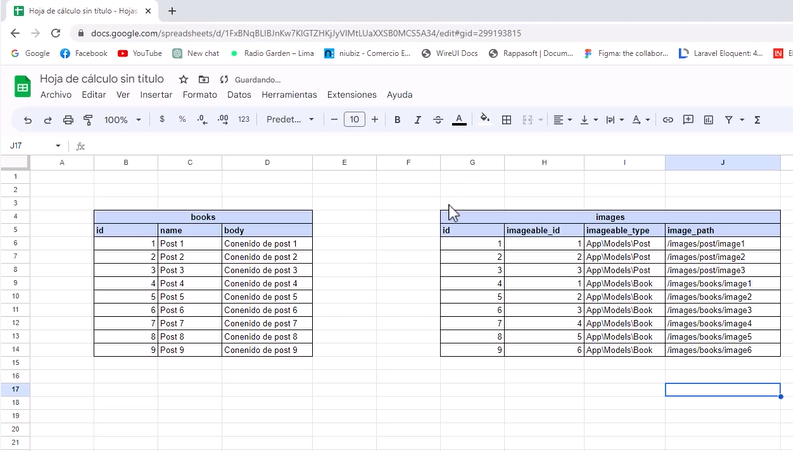 Hoja de cálculo sin título - Hojas
docs.google.com/spreadsheets/d/1FxBNqBLIBJnKw7KIGTZHKjJyVIMtLUaXXSB0MCS5A34/edit#gid=299193815
Google Facebook YouTube New chat Radio Garden – Lima niubiz - Comercio E... WireUI Docs Rappasoft | Docum... Figma: the collabor... Laravel Eloquent: 4...
Hoja de cálculo sin título Guardando...
Archivo Editar Ver Insertar Formato Datos Herramientas Extensiones Ayuda
100% $ % .0 .00 123 Predet... − 10 + B I S A Σ
J17 fx
A B C D E F G H I J
1
2
3
4 books images
5 id name body id imageable_id imageable_type image_path
6 1 Post 1 Conenido de post 1 1 1 App\Models\Post /images/post/image1
7 2 Post 2 Conenido de post 2 2 2 App\Models\Post /images/post/image2
8 3 Post 3 Conenido de post 3 3 3 App\Models\Post /images/post/image3
9 4 Post 4 Conenido de post 4 4 1 App\Models\Book /images/books/image1
10 5 Post 5 Conenido de post 5 5 2 App\Models\Book /images/books/image2
11 6 Post 6 Conenido de post 6 6 3 App\Models\Book /images/books/image3
12 7 Post 7 Conenido de post 7 7 4 App\Models\Book /images/books/image4
13 8 Post 8 Conenido de post 8 8 5 App\Models\Book /images/books/image5
14 9 Post 9 Conenido de post 9 9 6 App\Models\Book /images/books/image6
15
16
17
18
19
20
21